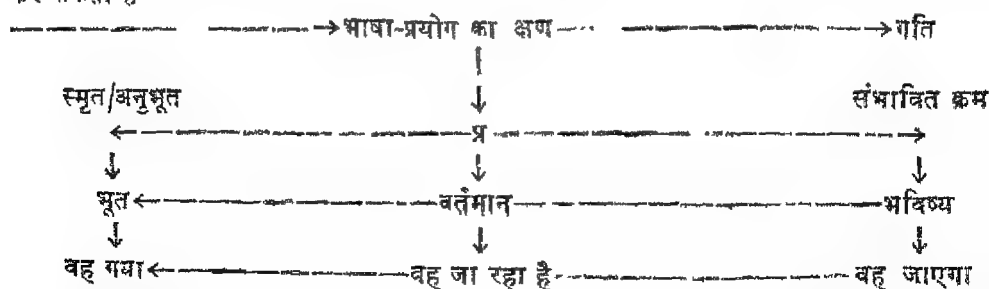 भाषा-प्रयोग का क्षण गति
स्मृत/अनुभूत संभावित क्रम
प्र
भूत वर्तमान भविष्य
वह गया वह जा रहा है वह जाएगा